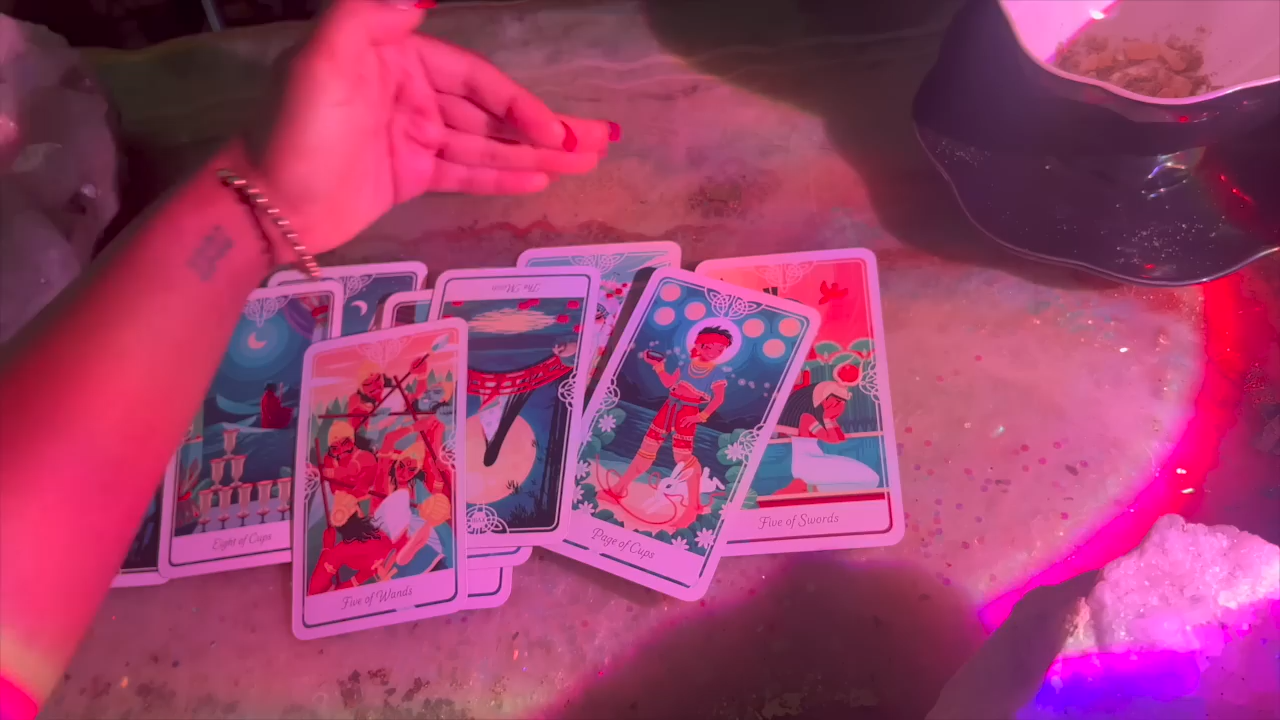 The Moon
Eight of Cups
Five of Wands
Page of Cups
Five of Swords